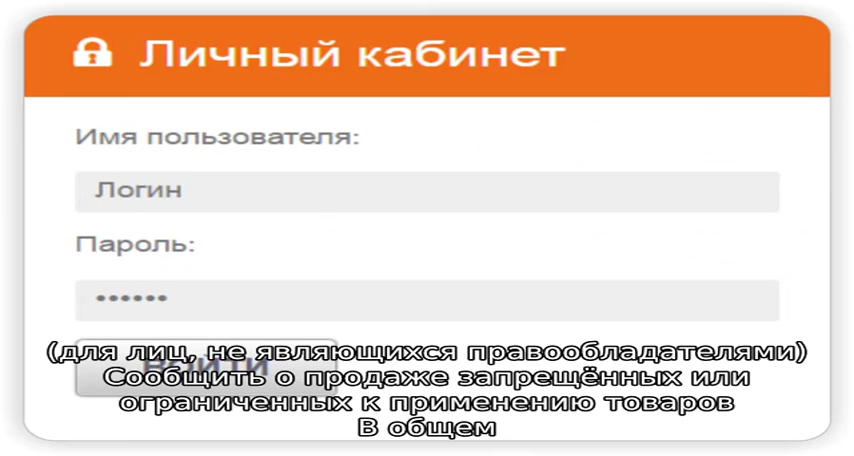 Личный кабинет
Имя пользователя:
Логин
Пароль:
••••••
ВОЙТИ
(для лиц, не являющихся правообладателями)
Сообщить о продаже запрещённых или
ограниченных к применению товаров
В общем